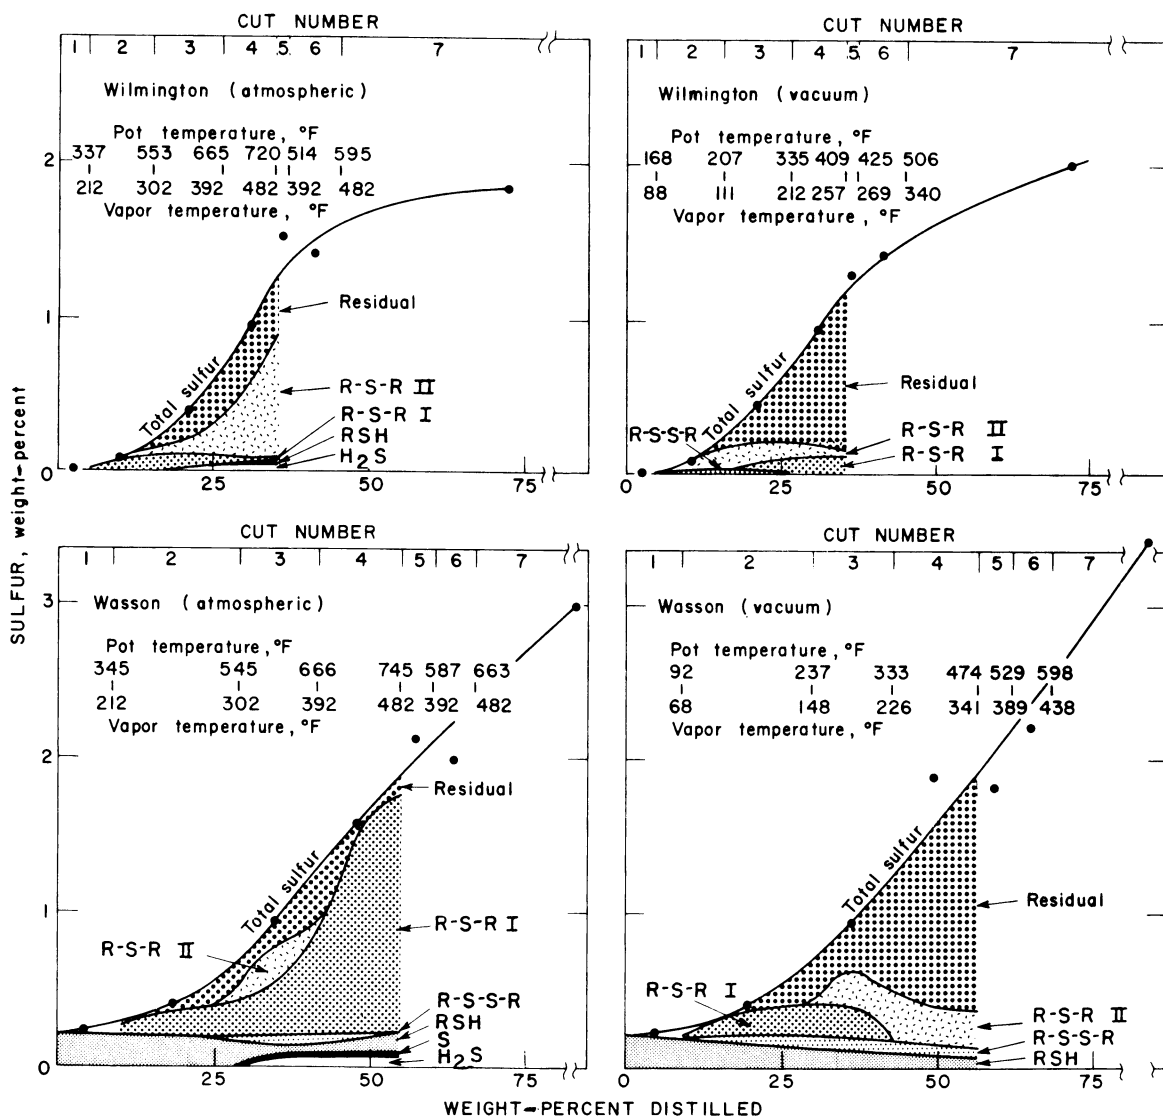 CUT NUMBER
1 2 3 4 5 6 7
Wilmington (atmospheric)
Pot temperature, °F
337 553 665 720 514 595
212 302 392 482 392 482
Vapor temperature, °F
2
1
0
Total sulfur
Residual
R-S-R II
R-S-R I
RSH
H2S
25 50 75
CUT NUMBER
1 2 3 4 5 6 7
Wilmington (vacuum)
Pot temperature, °F
168 207 335 409 425 506
88 111 212 257 269 340
Vapor temperature, °F
Total sulfur
R-S-S-R
Residual
R-S-R II
R-S-R I
0 25 50 75
SULFUR, weight-percent
CUT NUMBER
1 2 3 4 5 6 7
Wasson (atmospheric)
Pot temperature, °F
345 545 666 745 587 663
212 302 392 482 392 482
Vapor temperature, °F
3
2
1
0
Total sulfur
Residual
R-S-R II
R-S-R I
R-S-S-R
RSH
S
H2S
25 50 75
CUT NUMBER
1 2 3 4 5 6 7
Wasson (vacuum)
Pot temperature, °F
92 237 333 474 529 598
68 148 226 341 389 438
Vapor temperature, °F
Total sulfur
Residual
R-S-R I
R-S-R II
R-S-S-R
RSH
0 25 50 75
WEIGHT-PERCENT DISTILLED